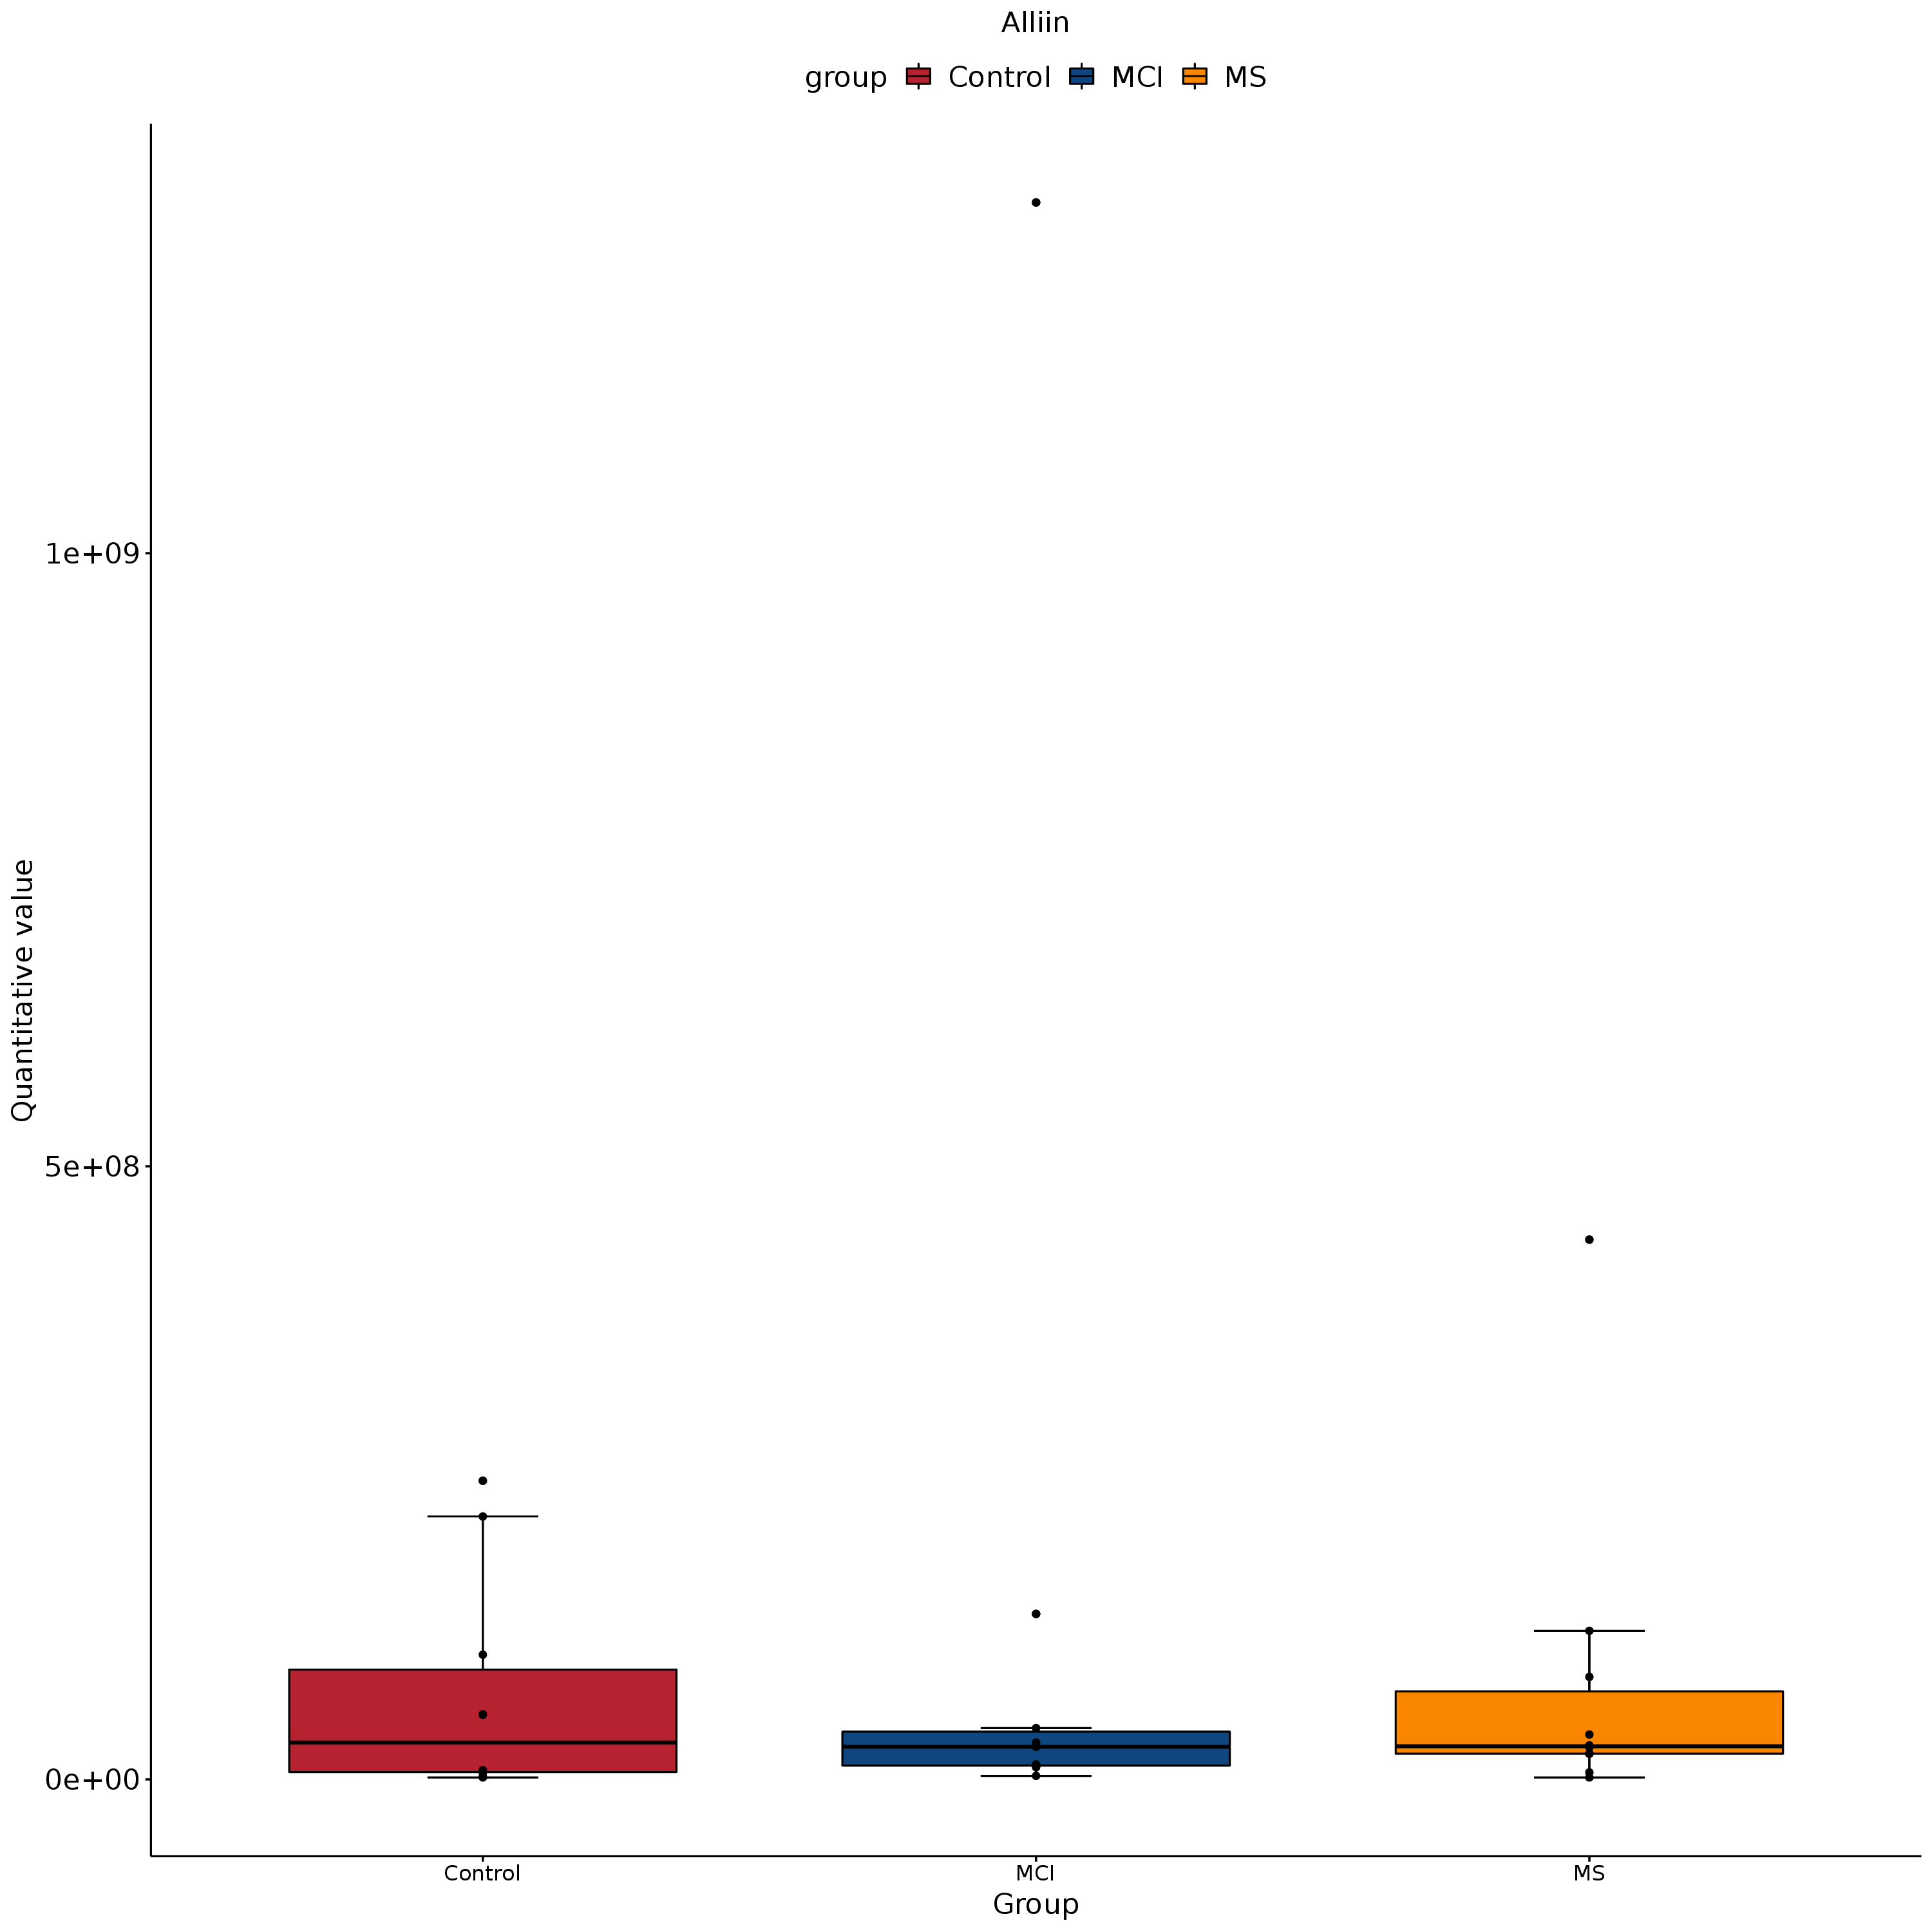 Alliin
group Control MCI MS
Quantitative value
1e+09
5e+08
0e+00
Control MCI MS
Group